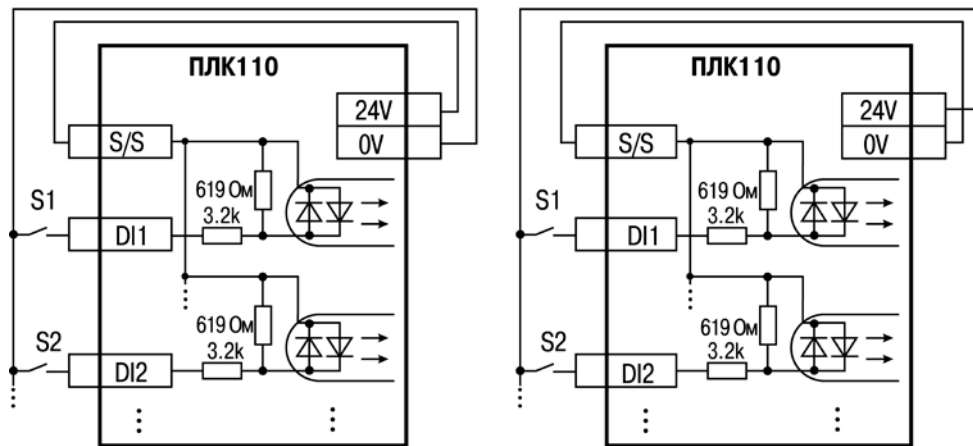 ПЛК110
24V
0V
S/S
619 Ом
3.2k
S1
DI1
619 Ом
3.2k
S2
DI2
ПЛК110
24V
0V
S/S
619 Ом
3.2k
S1
DI1
619 Ом
3.2k
S2
DI2